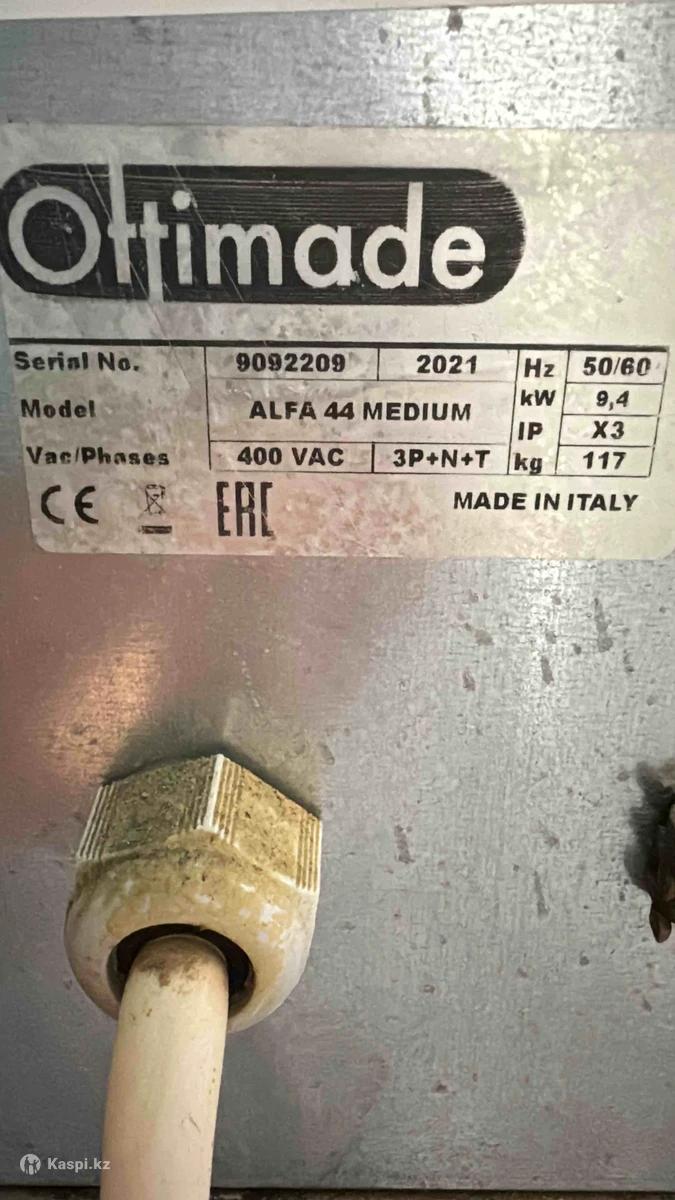 Ottimade
Serial No. 9092209 2021 Hz 50/60
Model ALFA 44 MEDIUM kW 9,4
IP X3
Vac/Phases 400 VAC 3P+N+T kg 117
CE EAC MADE IN ITALY
Kaspi.kz